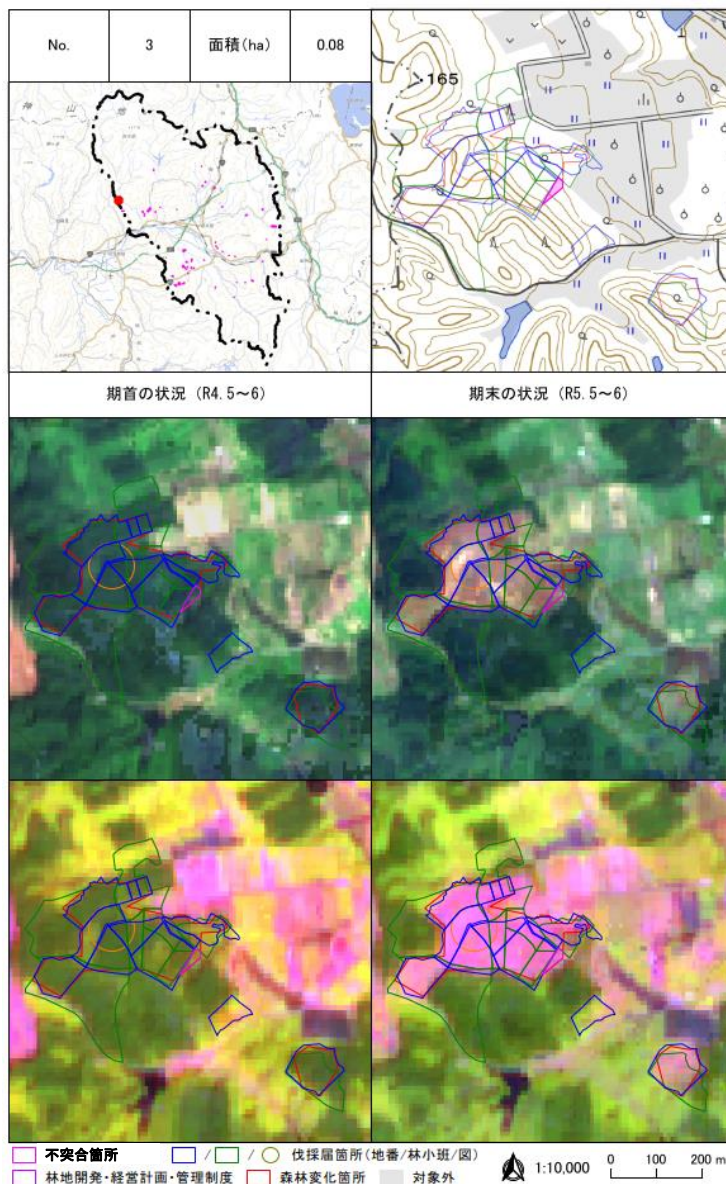 No. 3 面積(ha) 0.08
165
期首の状況 (R4.5～6) 期末の状況 (R5.5～6)
不突合箇所 / / 伐採届箇所(地番/林小班/図)
林地開発・経営計画・管理制度 森林変化箇所 対象外
1:10,000 0 100 200 m